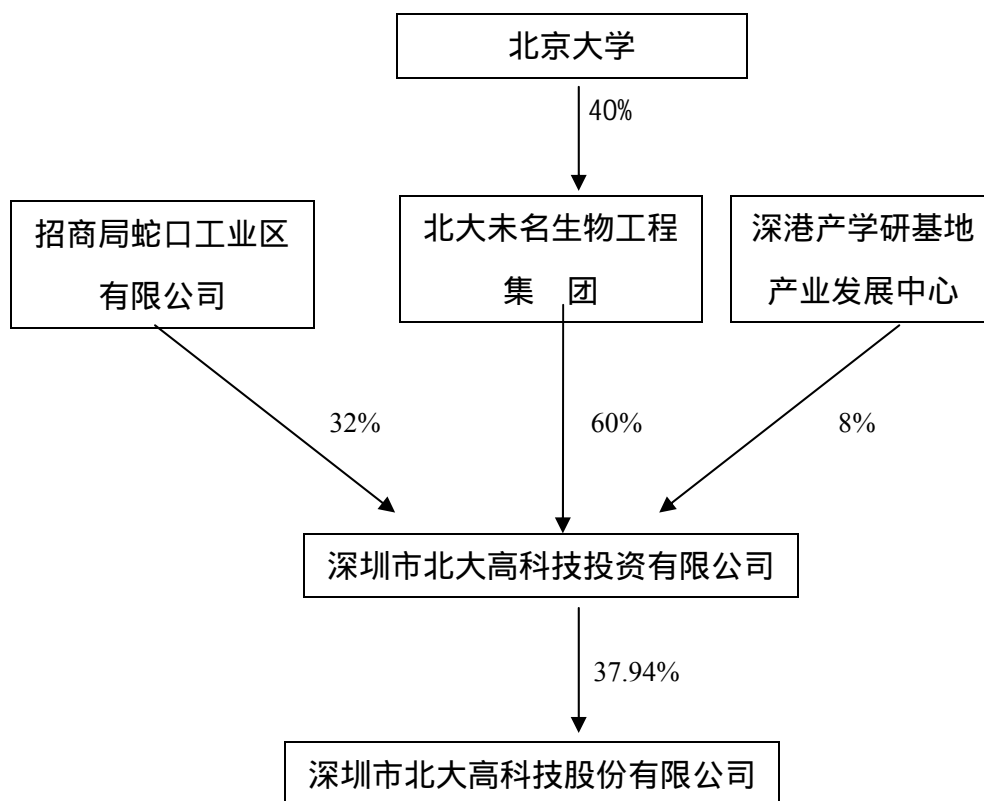 北京大学
40%
招商局蛇口工业区
有限公司
北大未名生物工程
集 团
深港产学研基地
产业发展中心
32%
60%
8%
深圳市北大高科技投资有限公司
37.94%
深圳市北大高科技股份有限公司